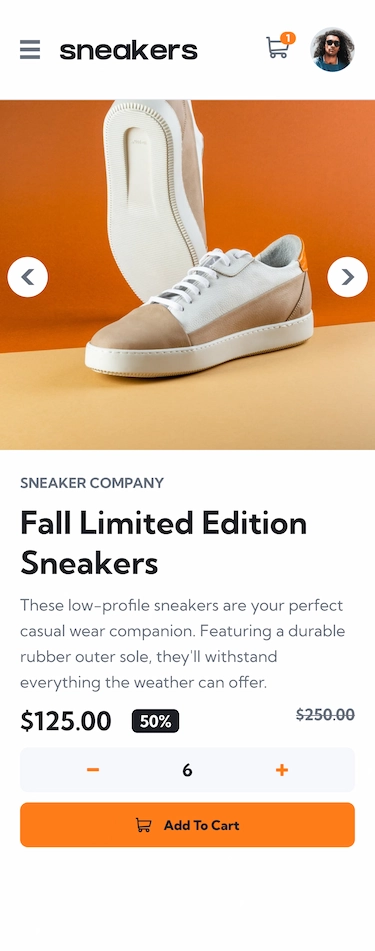 sneakers
1
SNEAKER COMPANY
Fall Limited Edition
Sneakers
These low-profile sneakers are your perfect
casual wear companion. Featuring a durable
rubber outer sole, they'll withstand
everything the weather can offer.
$125.00 50% $250.00
6
Add To Cart